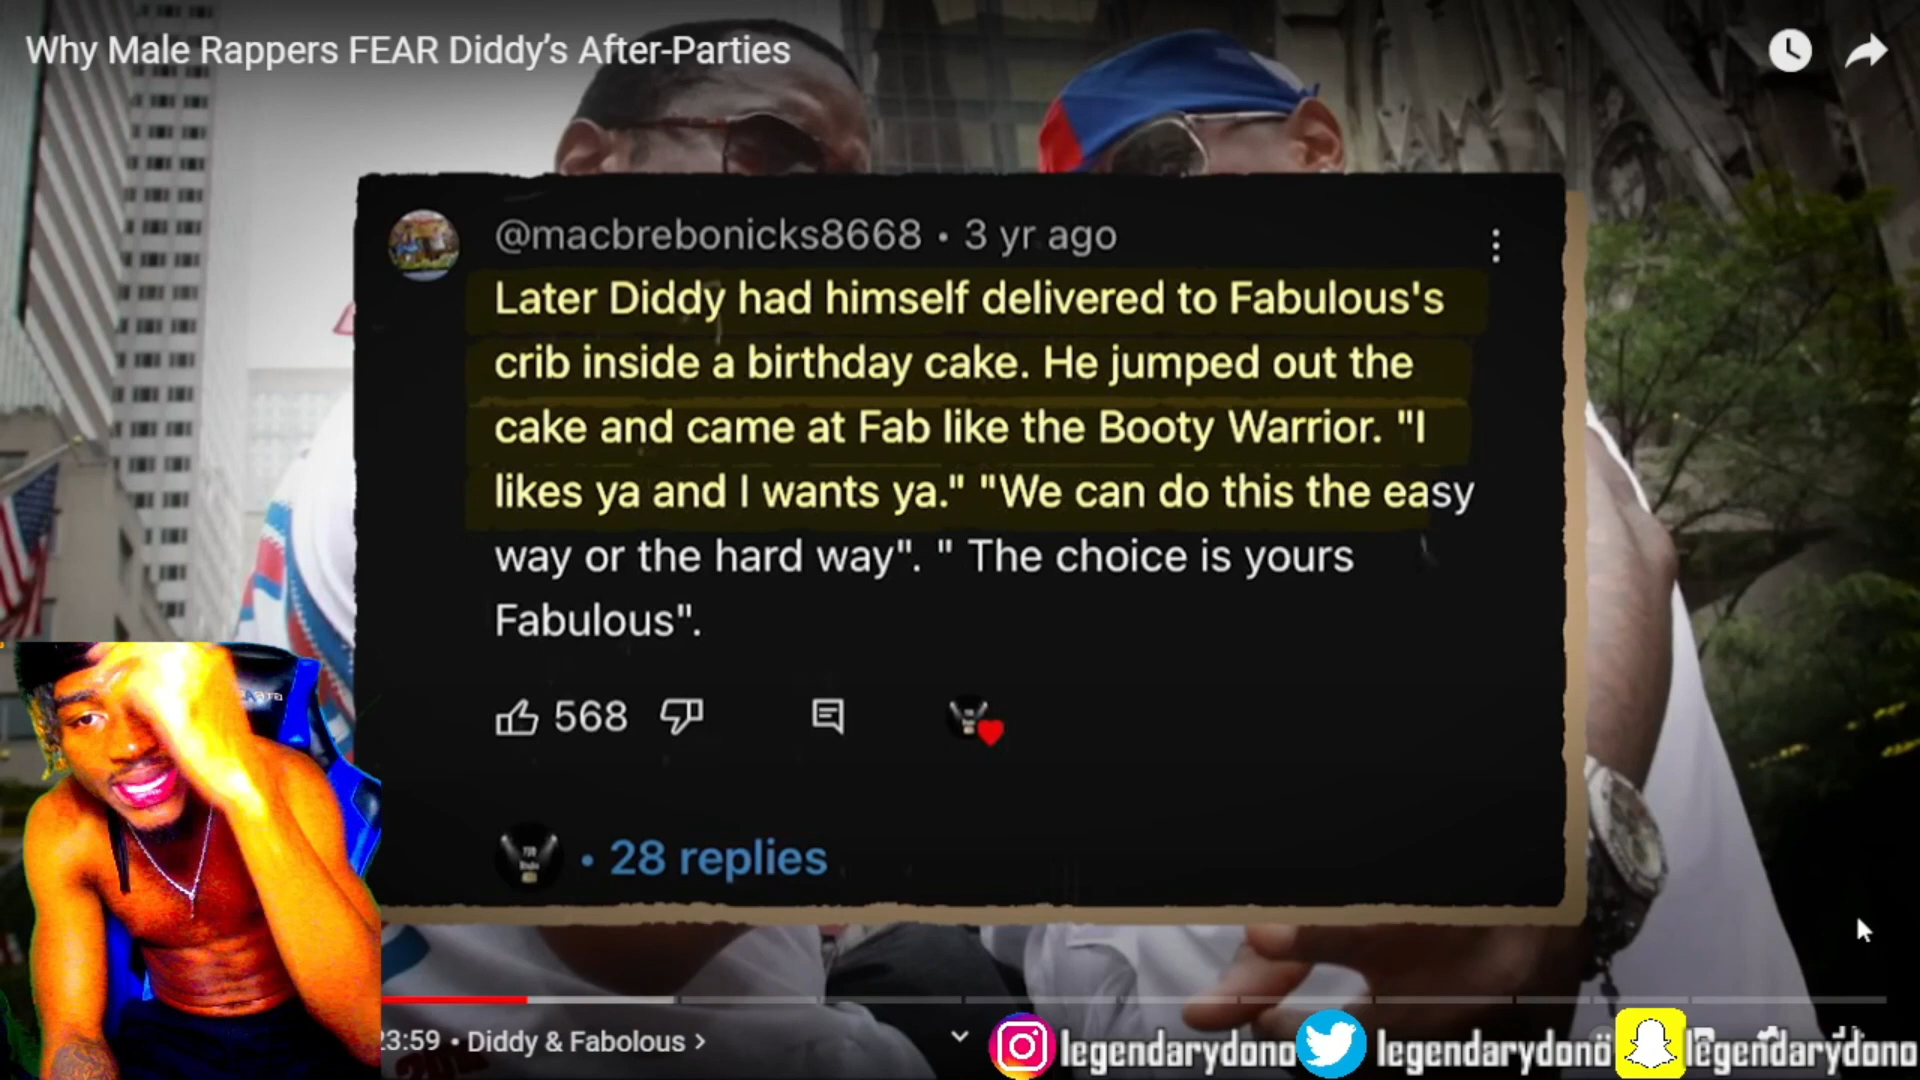 Why Male Rappers FEAR Diddy's After-Parties
@macbrebonicks8668 • 3 yr ago
Later Diddy had himself delivered to Fabulous's
crib inside a birthday cake. He jumped out the
cake and came at Fab like the Booty Warrior. "I
likes ya and I wants ya." "We can do this the easy
way or the hard way". " The choice is yours
Fabulous".
568
• 28 replies
3:59 • Diddy & Fabolous >
legendarydono legendarydono legendarydono